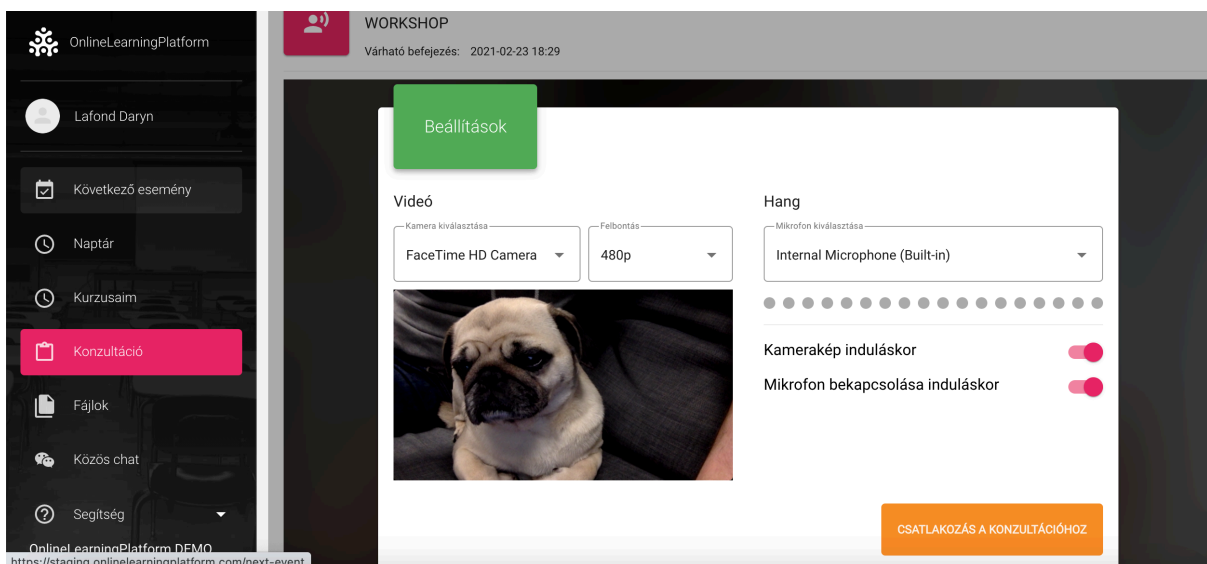 OnlineLearningPlatform
Lafond Daryn
Következő esemény
Naptár
Kurzusaim
Konzultáció
Fájlok
Közös chat
Segítség
OnlineLearningPlatform DEMO
https://staging.onlinelearningplatform.com/next-event
WORKSHOP
Várható befejezés: 2021-02-23 18:29
Beállítások
Videó
Kamera kiválasztása
FaceTime HD Camera
Felbontás
480p
Hang
Mikrofon kiválasztása
Internal Microphone (Built-in)
Kamerakép induláskor
Mikrofon bekapcsolása induláskor
CSATLAKOZÁS A KONZULTÁCIÓHOZ